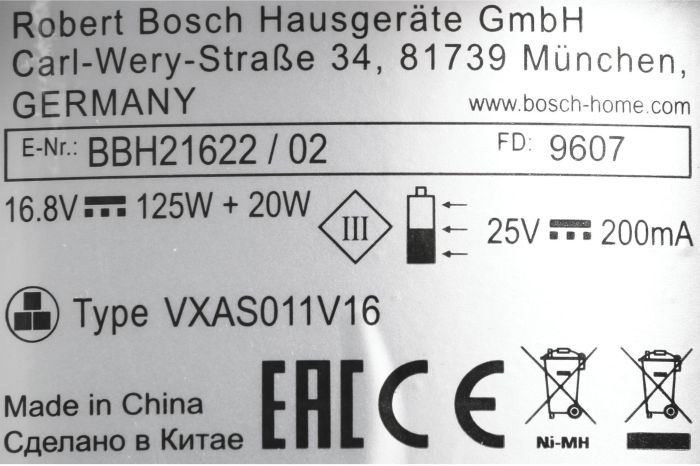 Robert Bosch Hausgeräte GmbH
Carl-Wery-Straße 34, 81739 München,
GERMANY
www.bosch-home.com
E-Nr.: BBH21622 / 02 FD: 9607
16.8V 125W + 20W III 25V 200mA
Type VXAS011V16
Made in China
Сделано в Китае
EAC CE
Ni-MH